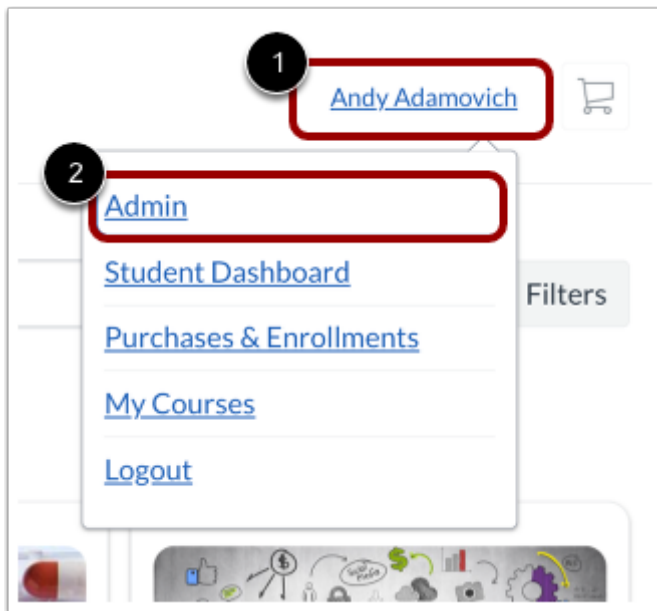 1
Andy Adamovich
2
Admin
Student Dashboard
Filters
Purchases & Enrollments
My Courses
Logout
$
$